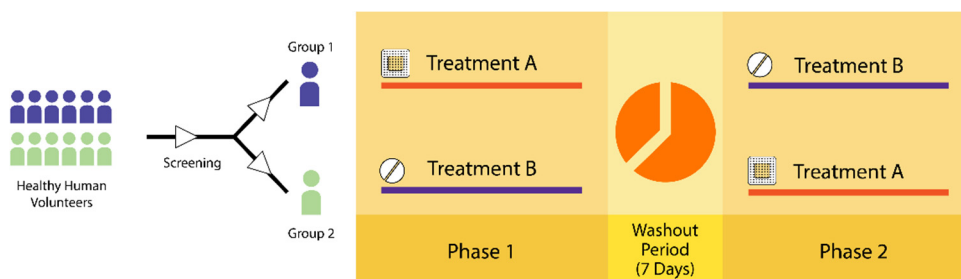 Healthy Human
Volunteers
Screening
Group 1
Group 2
Treatment A
Treatment B
Phase 1
Washout
Period
(7 Days)
Treatment B
Treatment A
Phase 2